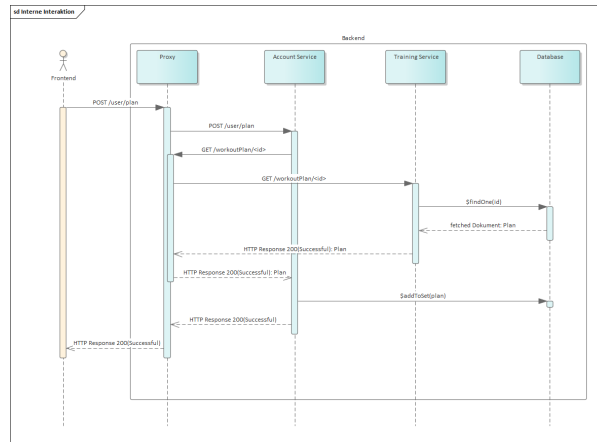 sd Interne Interaktion
Backend
Frontend
Proxy
Account Service
Training Service
Database
POST /user/plan
POST /user/plan
GET /workoutPlan/<id>
GET /workoutPlan/<id>
$findOne(id)
fetched Dokument: Plan
HTTP Response 200(Successful): Plan
HTTP Response 200(Successful): Plan
$addToSet(plan)
HTTP Response 200(Successful)
HTTP Response 200(Successful)